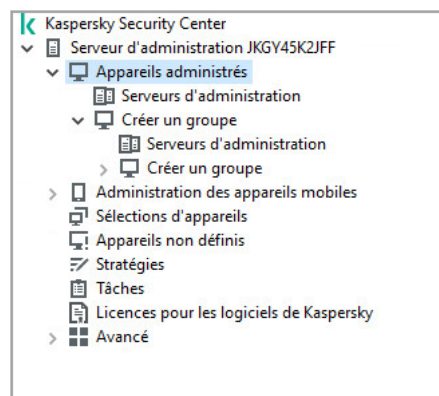 Kaspersky Security Center
Serveur d'administration JKGY45K2JFF
Appareils administrés
Serveurs d'administration
Créer un groupe
Serveurs d'administration
Créer un groupe
Administration des appareils mobiles
Sélections d'appareils
Appareils non définis
Stratégies
Tâches
Licences pour les logiciels de Kaspersky
Avancé